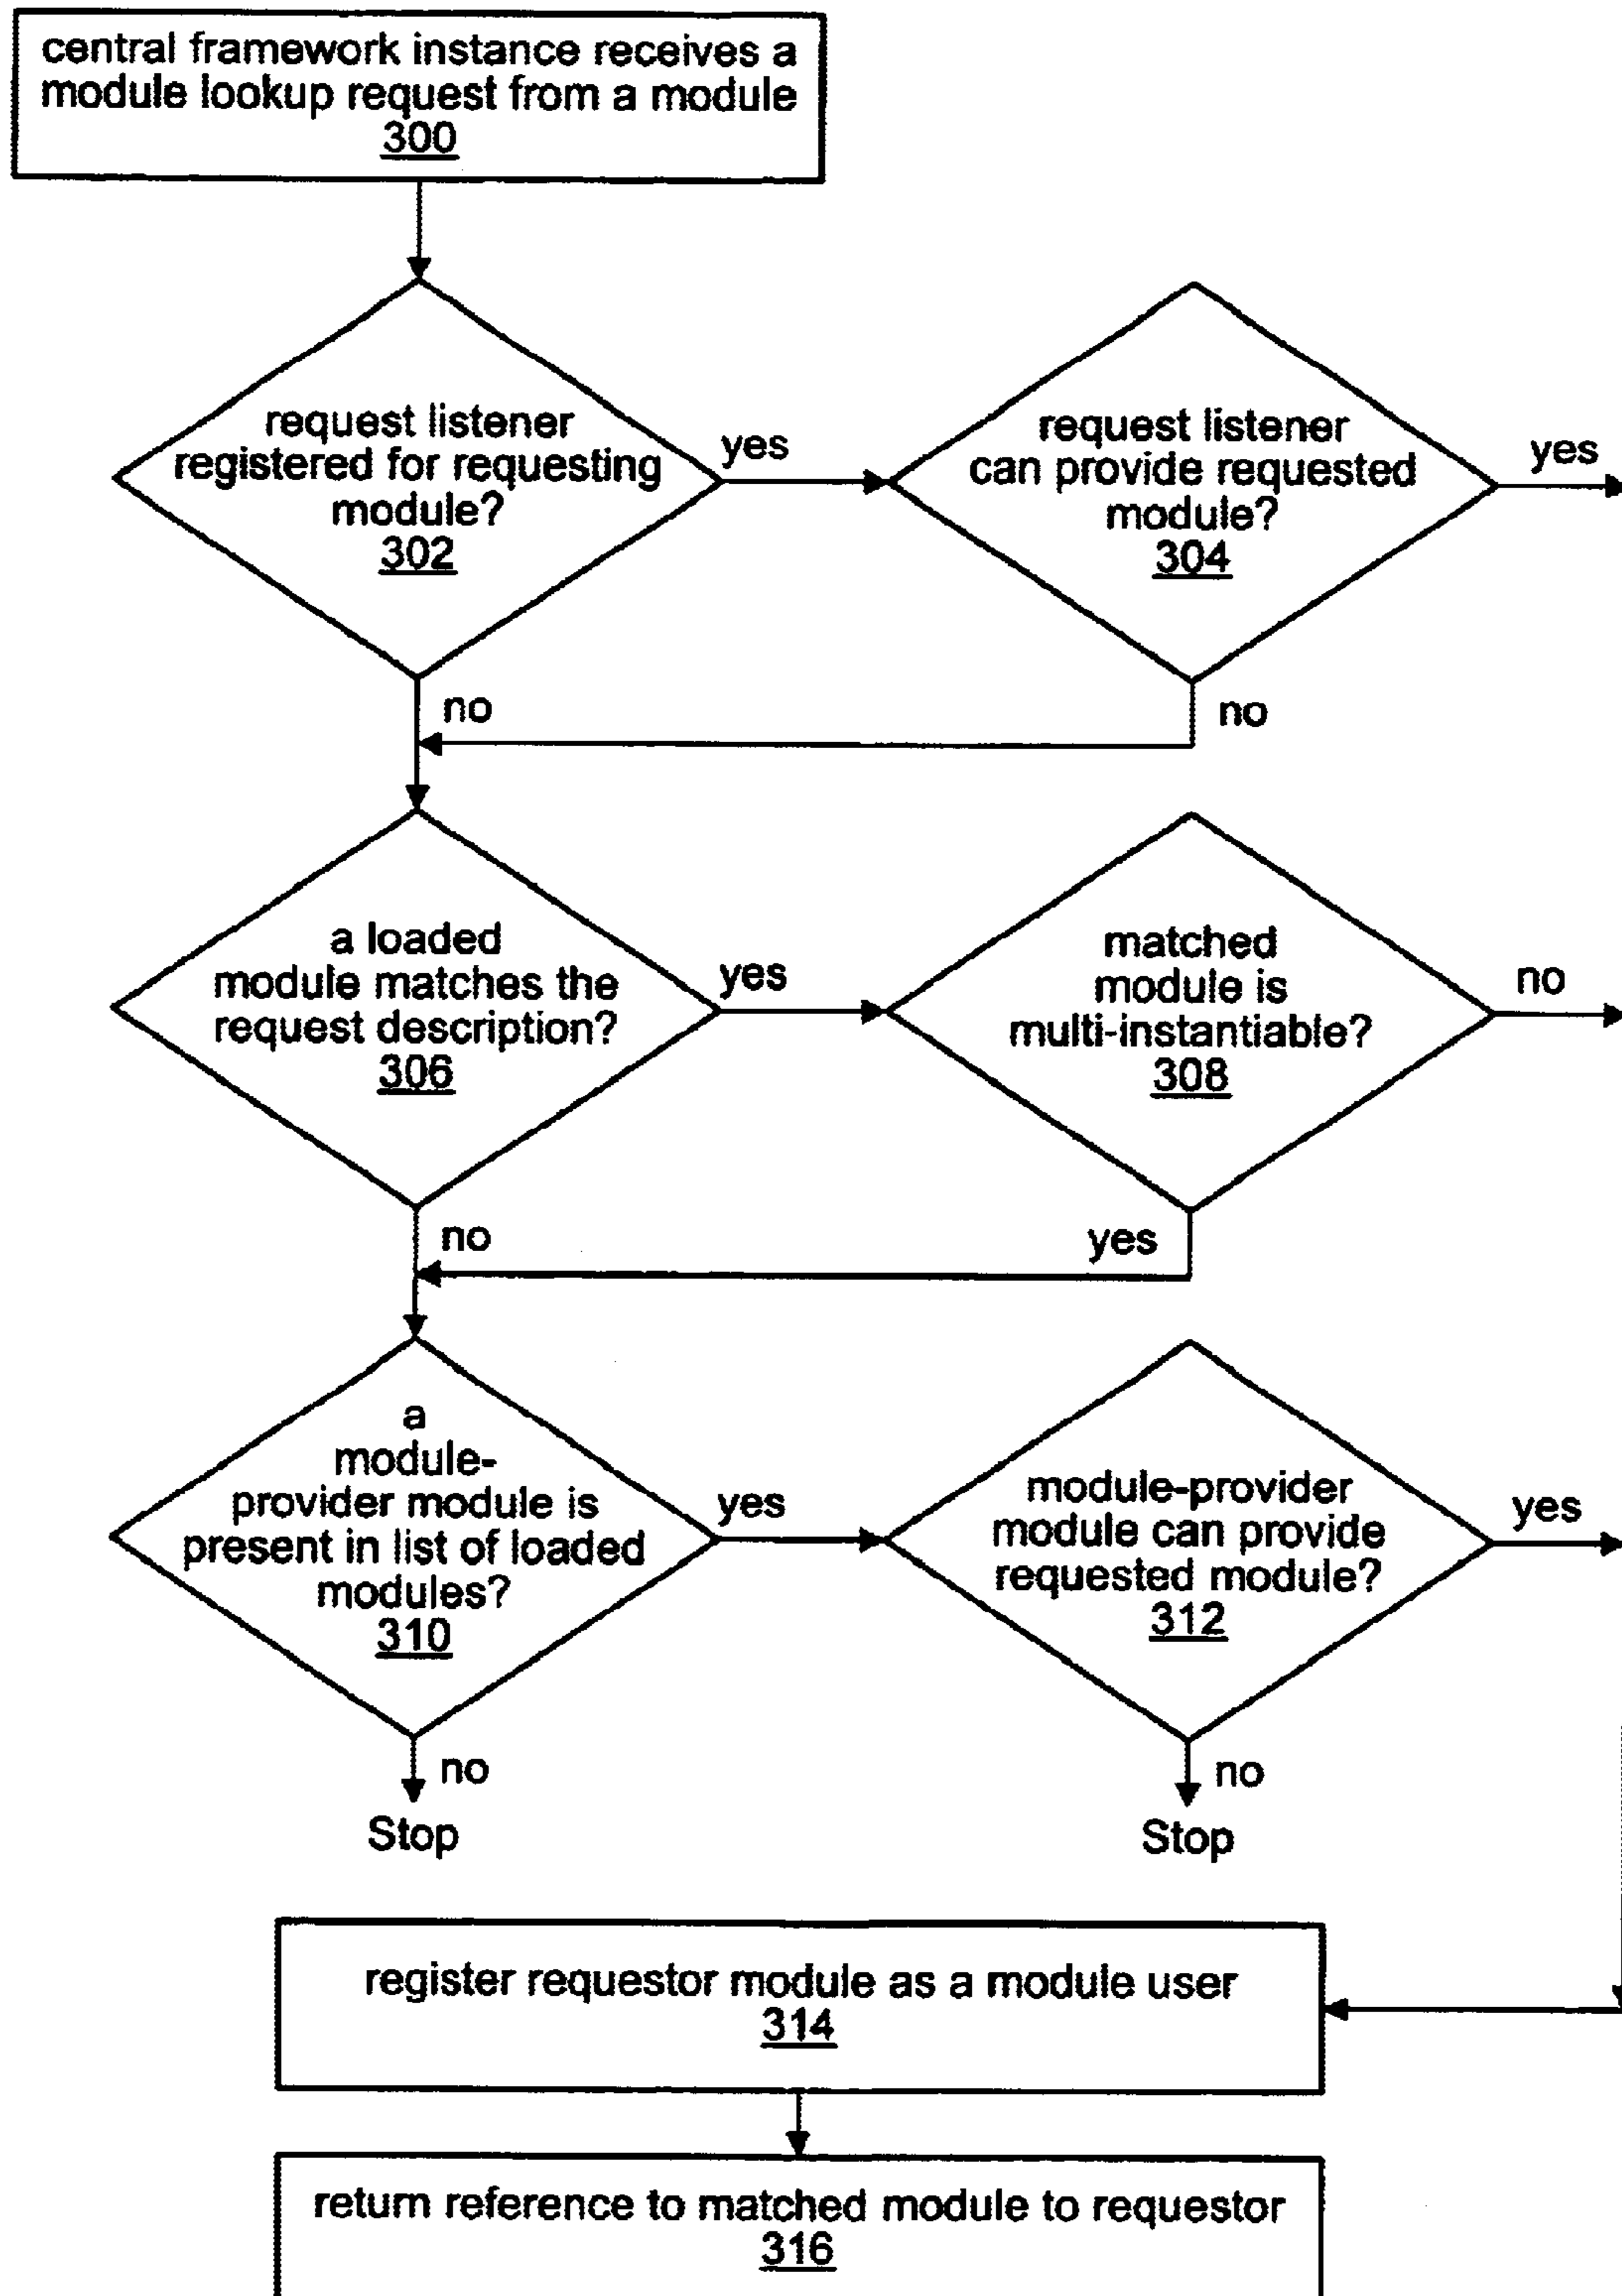 central framework instance receives a
module lookup request from a module
300
request listener
registered for requesting
module?
302
yes
request listener
can provide requested
module?
304
yes
no
no
a loaded
module matches the
request description?
306
yes
matched
module is
multi-instantiable?
308
no
no
yes
a
module-
provider module is
present in list of loaded
modules?
310
yes
module-provider
module can provide
requested module?
312
yes
no
Stop
no
Stop
register requestor module as a module user
314
return reference to matched module to requestor
316